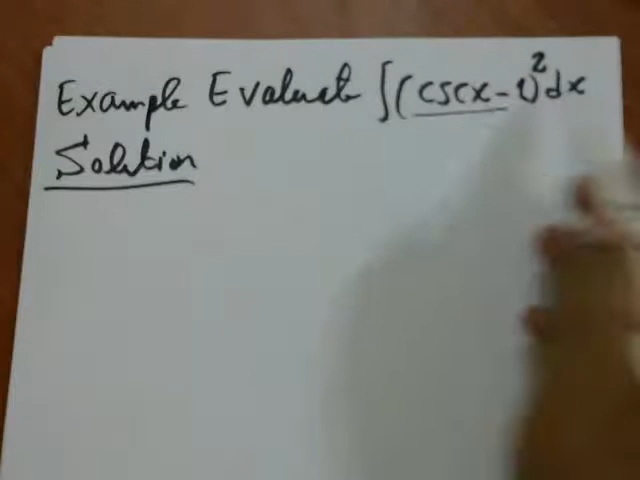 Example Evaluate ∫(cscx - 1)²dx
Solution